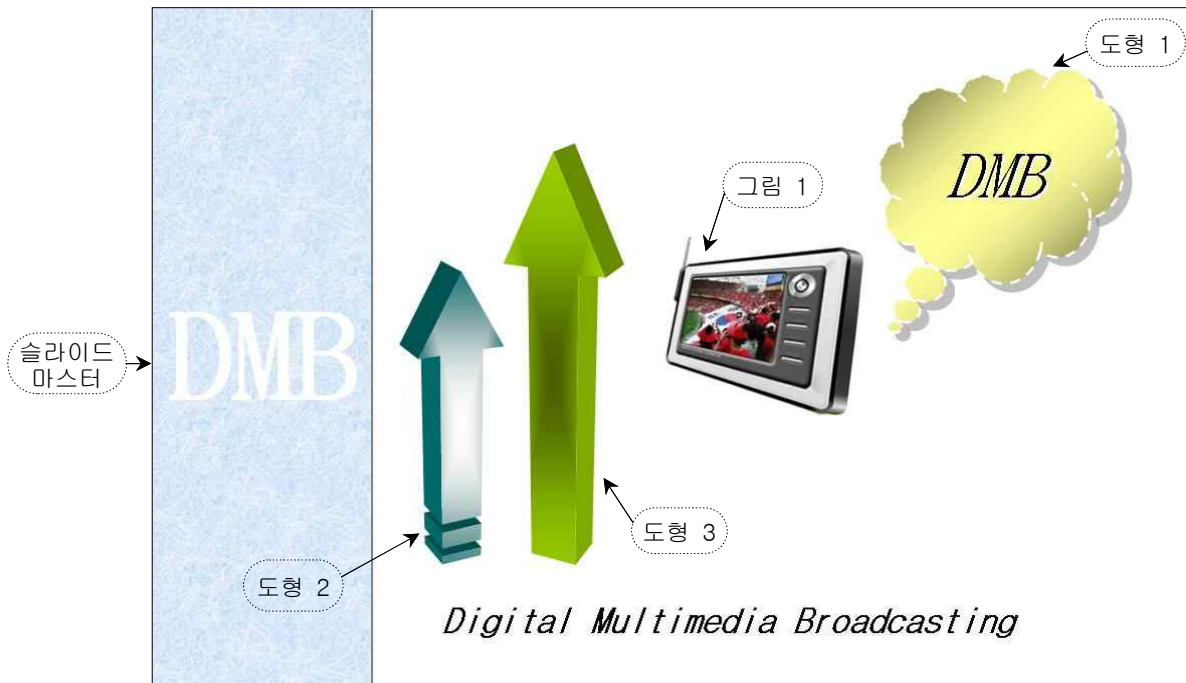 도형 1
DMB
그림 1
슬라이드
마스터
DMB
도형 3
도형 2
Digital Multimedia Broadcasting